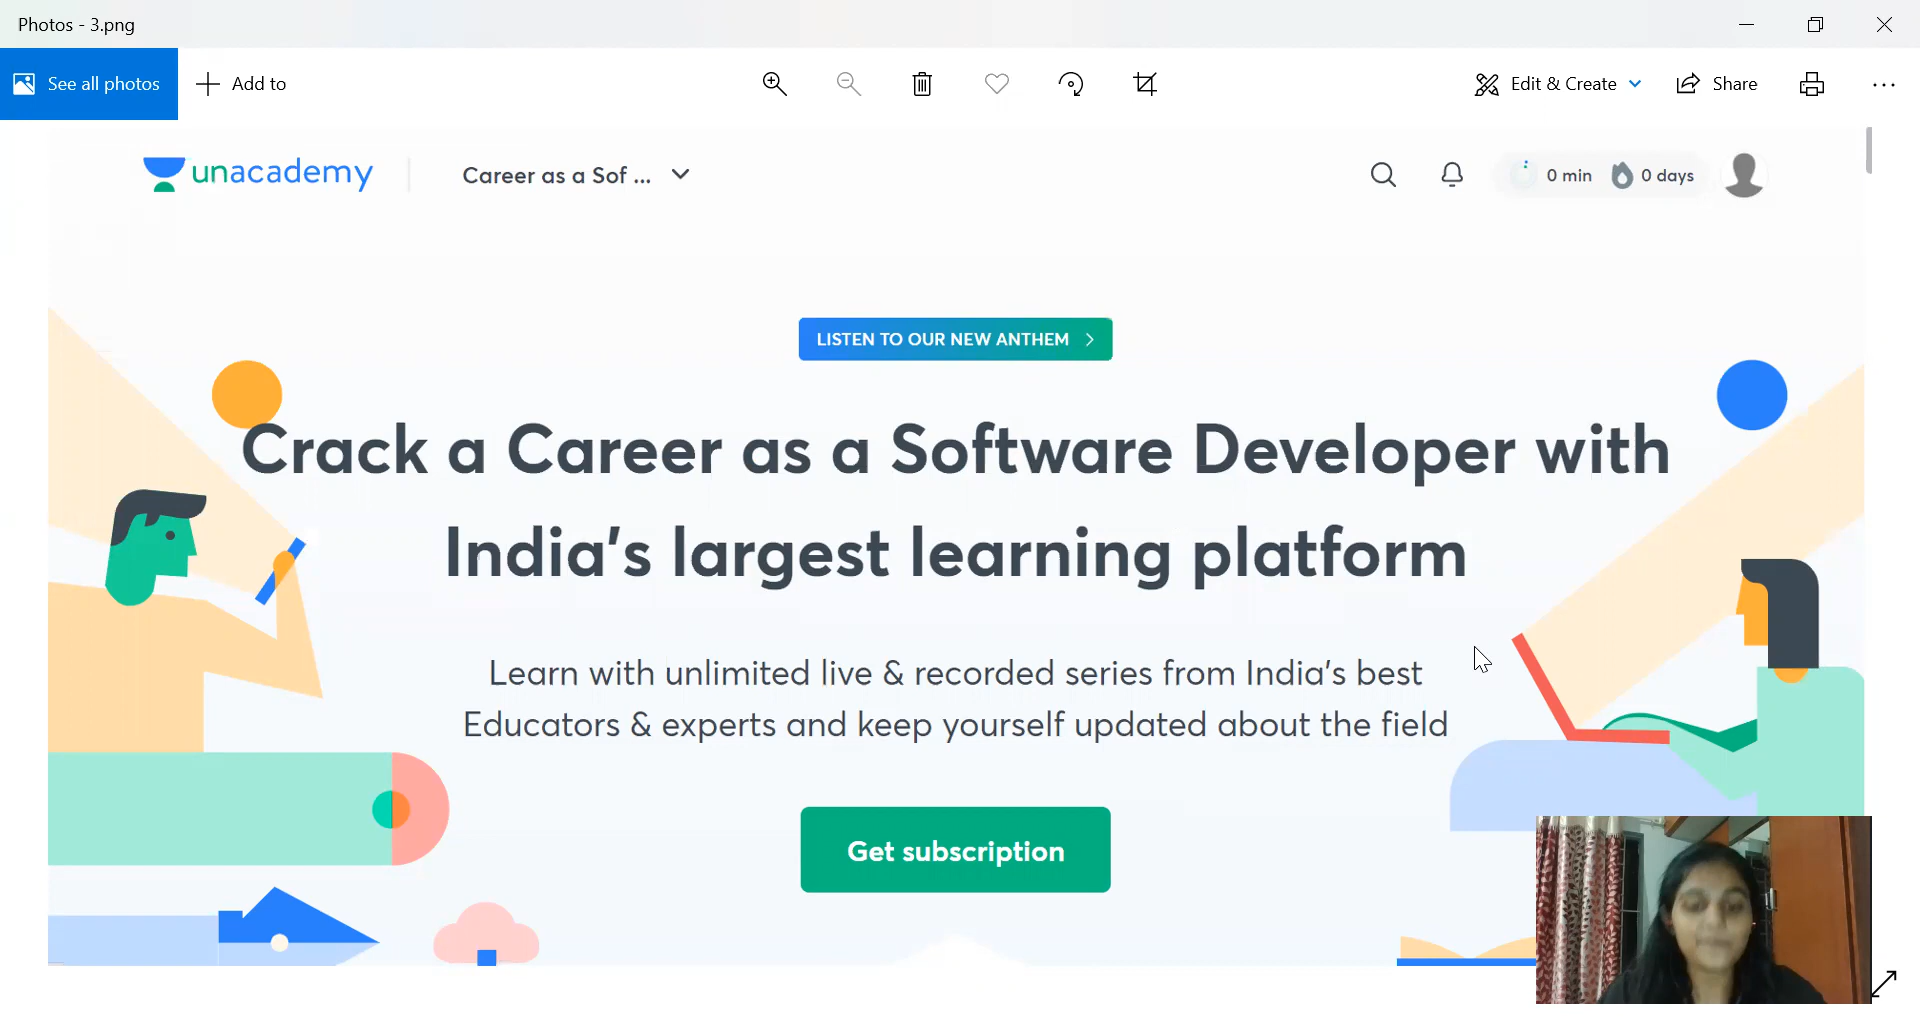 Photos - 3.png
See all photos
Add to
Edit & Create
Share
unacademy
Career as a Sof ...
0 min
0 days
LISTEN TO OUR NEW ANTHEM
Crack a Career as a Software Developer with
India's largest learning platform
Learn with unlimited live & recorded series from India's best
Educators & experts and keep yourself updated about the field
Get subscription